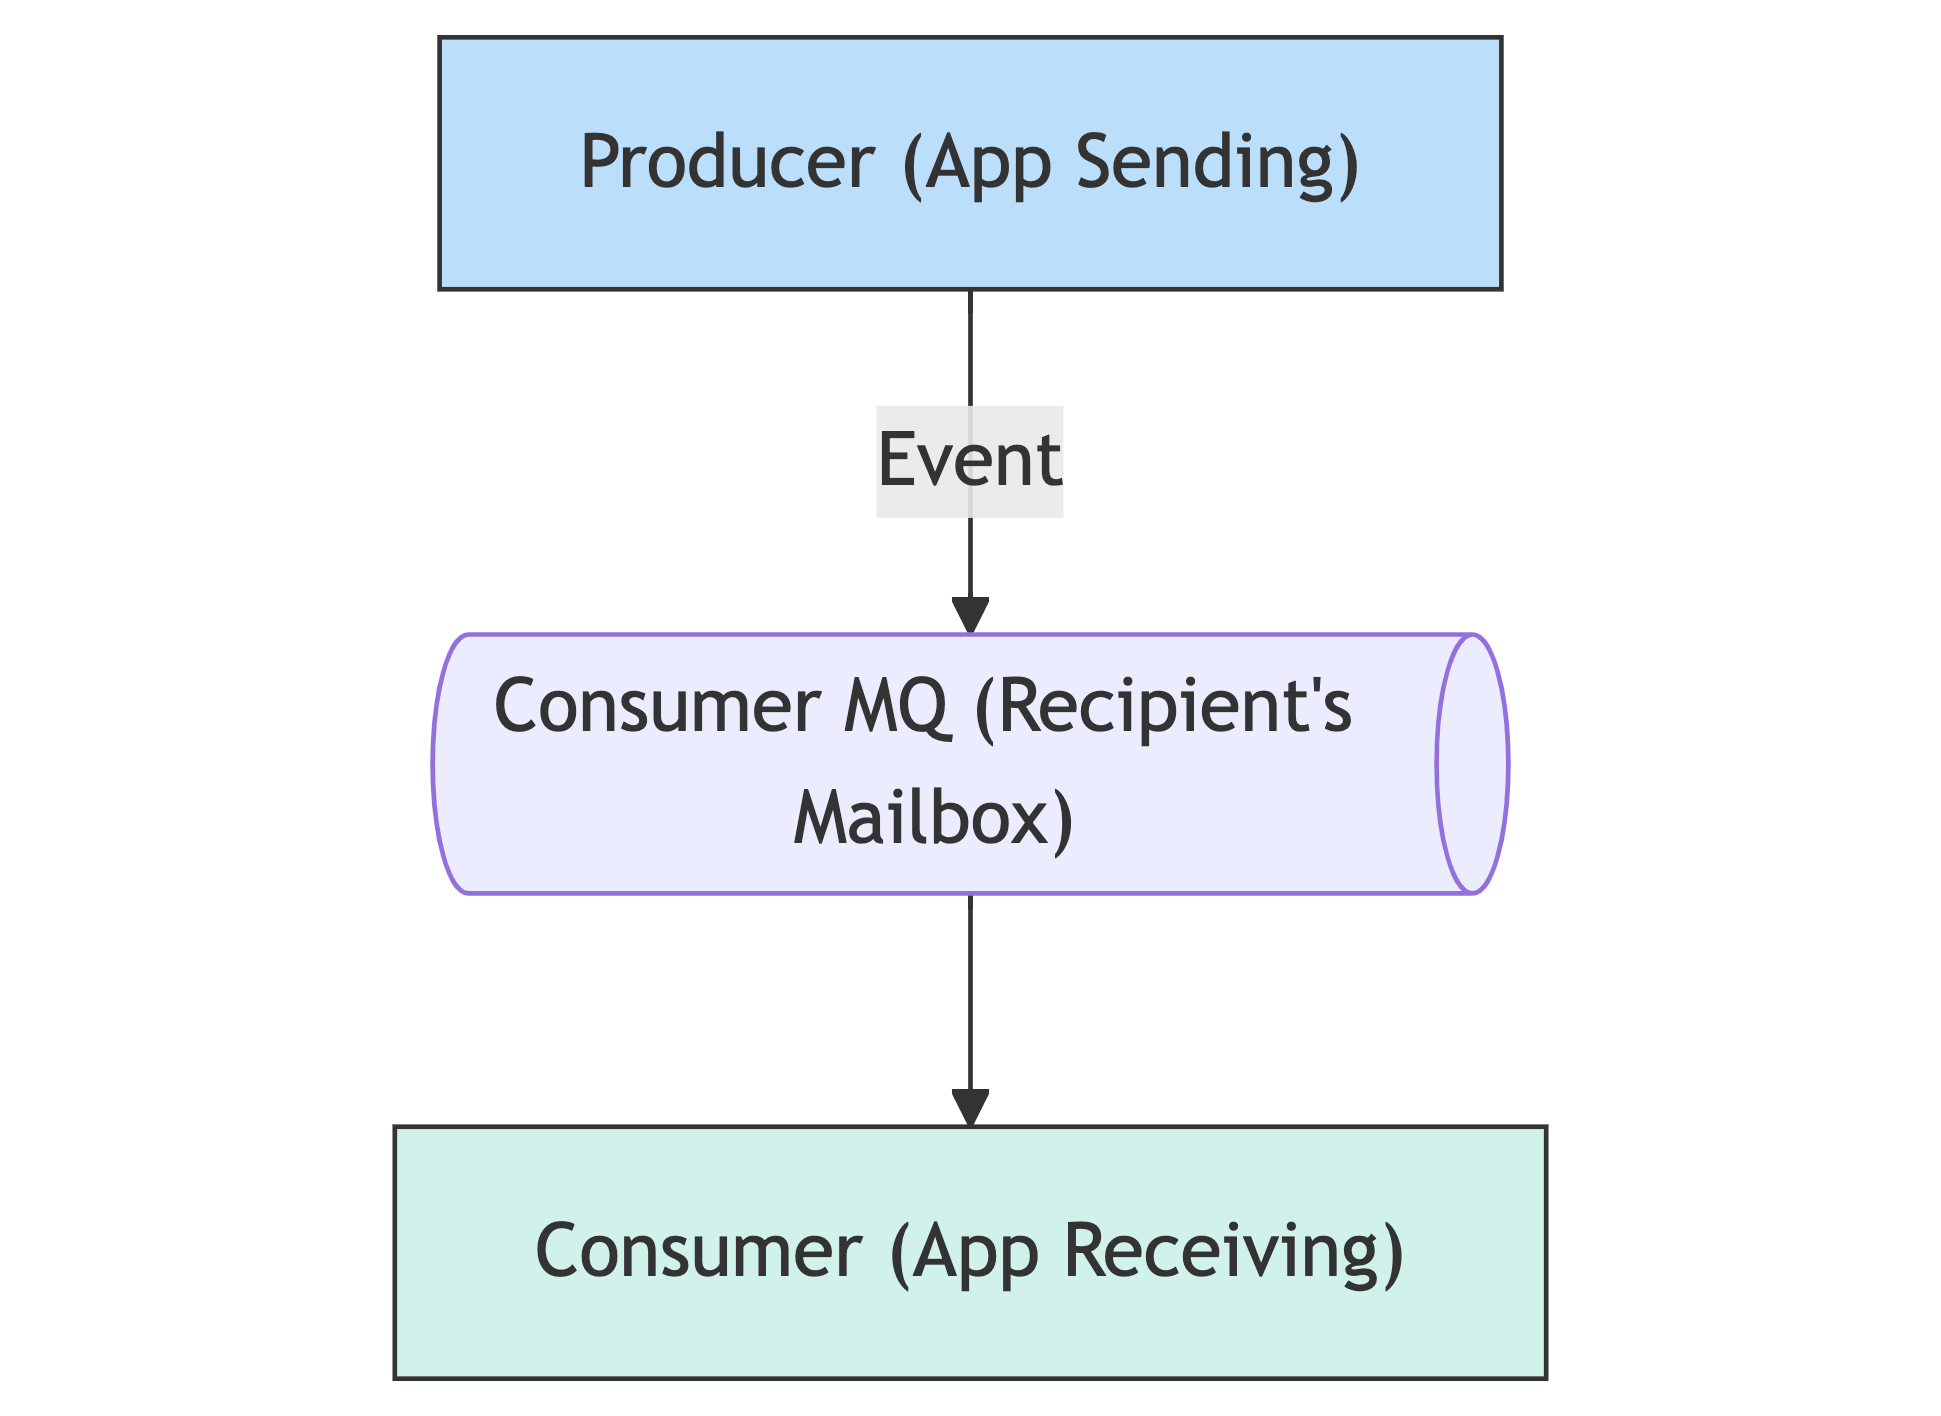 Producer (App Sending)
Event
Consumer MQ (Recipient's
Mailbox)
Consumer (App Receiving)